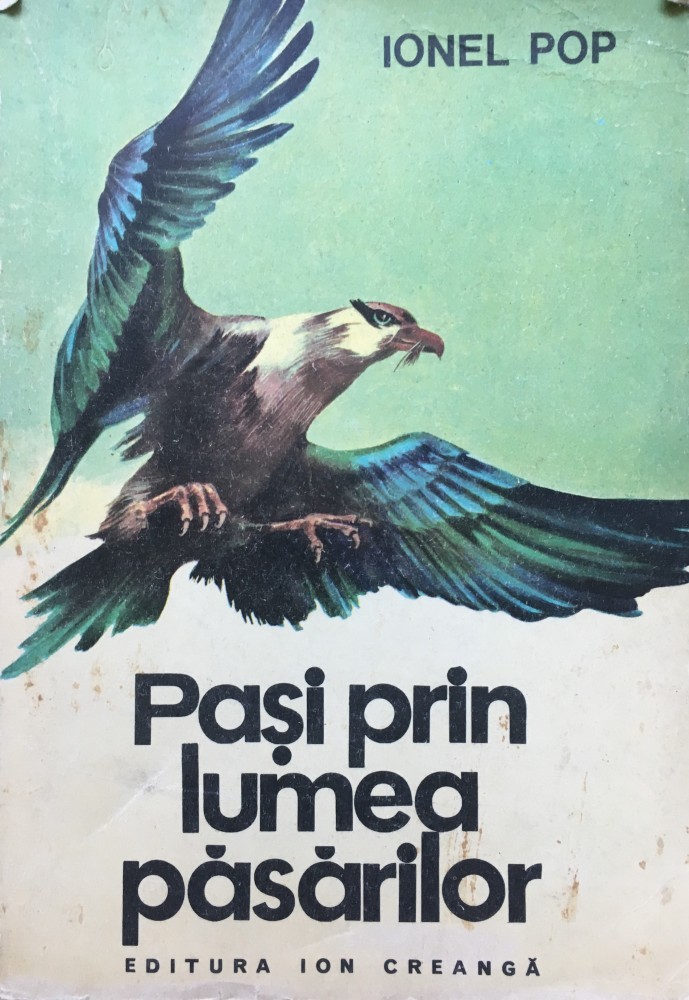 IONEL POP
Pași prin
lumea
păsărilor
EDITURA ION CREANGĂ